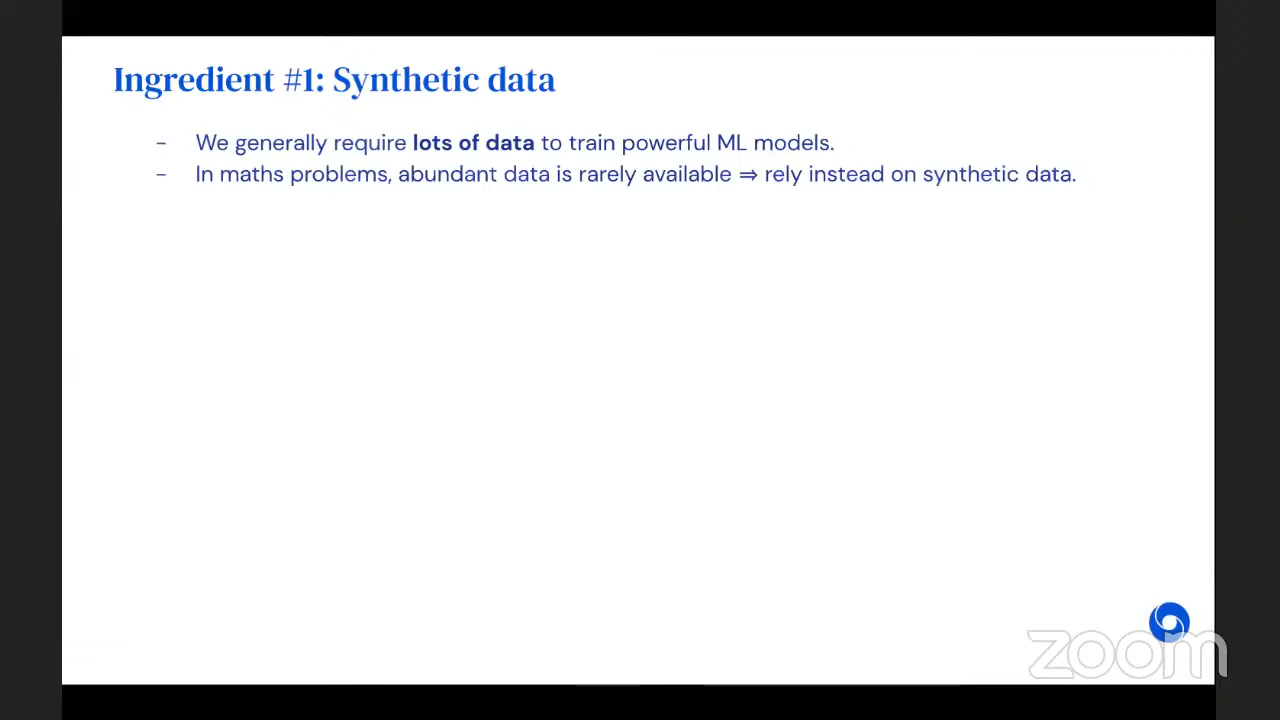 Ingredient #1: Synthetic data
- We generally require lots of data to train powerful ML models.
- In maths problems, abundant data is rarely available ⇒ rely instead on synthetic data.
zoom